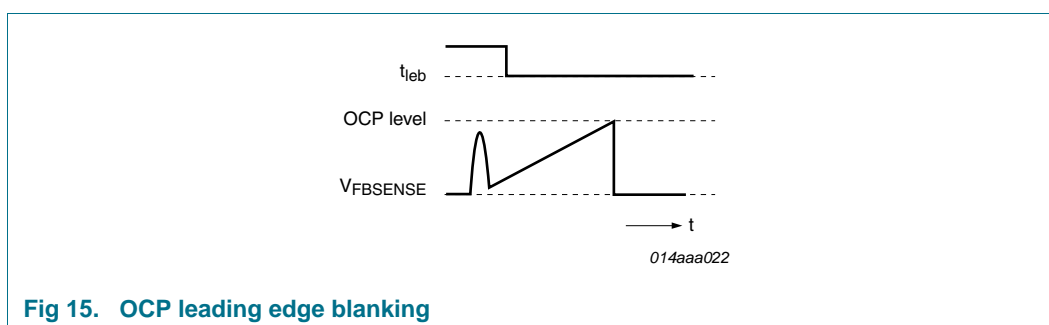 tleb
OCP level
VFBSENSE
t
014aaa022
Fig 15. OCP leading edge blanking